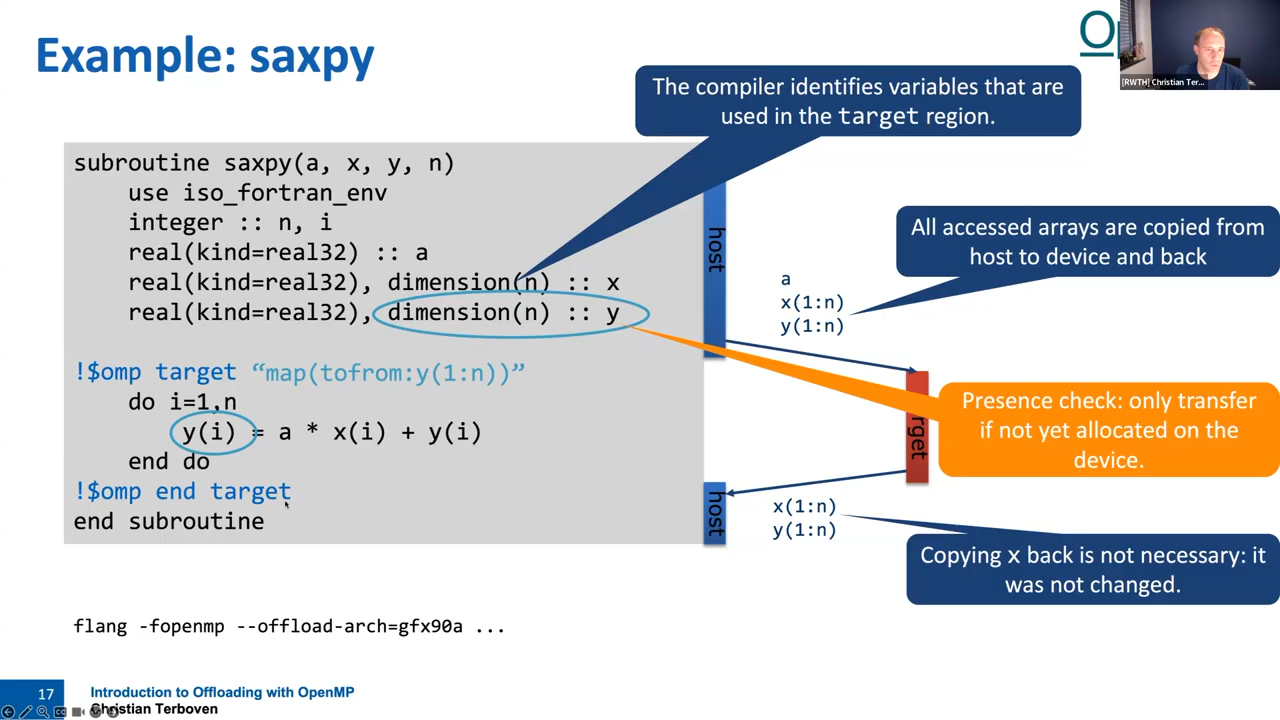 Example: saxpy
[RWTH] Christian Ter...
The compiler identifies variables that are
used in the target region.
subroutine saxpy(a, x, y, n)
use iso_fortran_env
integer :: n, i
real(kind=real32) :: a
real(kind=real32), dimension(n) :: x
real(kind=real32), dimension(n) :: y
!$omp target “map(tofrom:y(1:n))”
do i=1,n
y(i) = a * x(i) + y(i)
end do
!$omp end target
end subroutine
host
All accessed arrays are copied from
host to device and back
a
x(1:n)
y(1:n)
Presence check: only transfer
if not yet allocated on the
device.
host
x(1:n)
y(1:n)
Copying x back is not necessary: it
was not changed.
flang -fopenmp --offload-arch=gfx90a ...
17
Introduction to Offloading with OpenMP
Christian Terboven